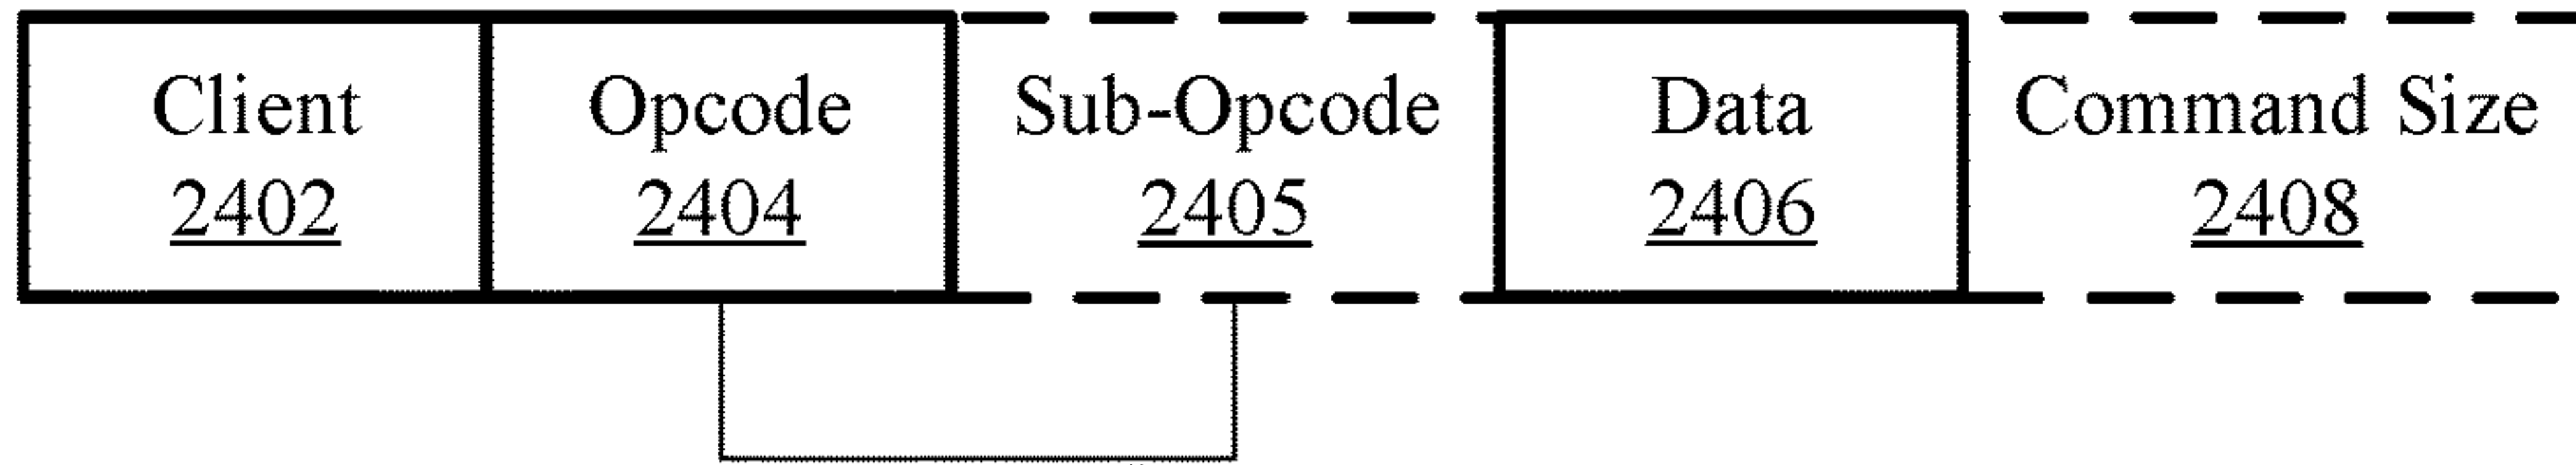 Client Opcode Sub-Opcode Data Command Size
2402 2404 2405 2406 2408